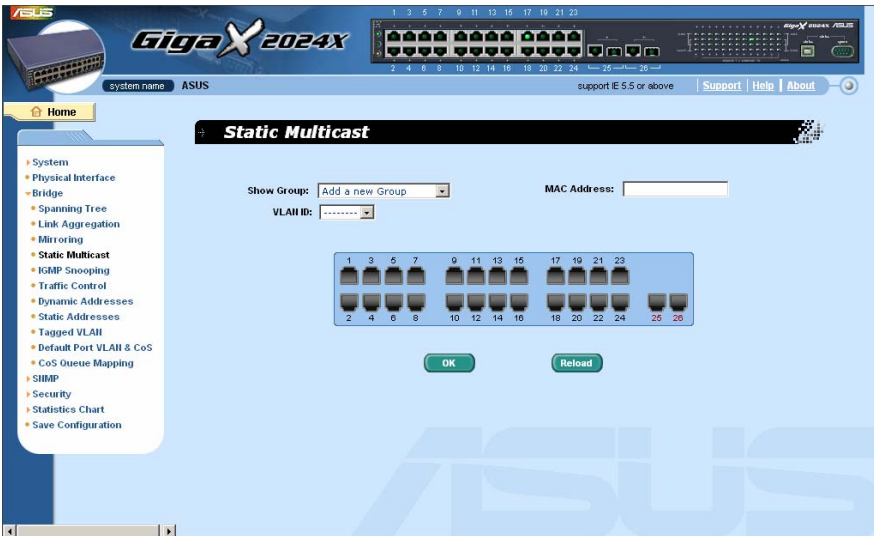 ASUS
GigaX 2024X
1 3 5 7 9 11 13 15 17 19 21 23
2 4 6 8 10 12 14 16 18 20 22 24 25 26
GigaX 2024X ASUS
system name ASUS
support IE 5.5 or above Support | Help | About
Home
Static Multicast
System
Physical Interface
Bridge
Spanning Tree
Link Aggregation
Mirroring
Static Multicast
IGMP Snooping
Traffic Control
Dynamic Addresses
Static Addresses
Tagged VLAN
Default Port VLAN & CoS
CoS Queue Mapping
SNMP
Security
Statistics Chart
Save Configuration
Show Group: Add a new Group
MAC Address:
VLAN ID: --------
1 3 5 7 9 11 13 15 17 19 21 23
2 4 6 8 10 12 14 16 18 20 22 24 25 26
OK Reload
ASUS